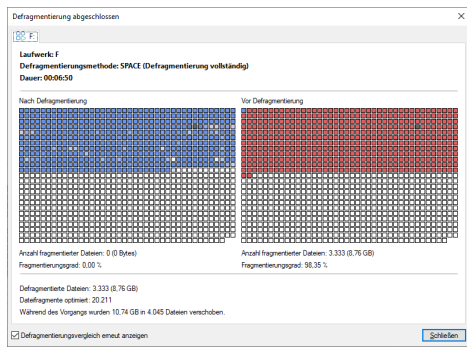 Defragmentierung abgeschlossen
F:
Laufwerk: F
Defragmentierungsmethode: SPACE (Defragmentierung vollständig)
Dauer: 00:06:50
Nach Defragmentierung
Vor Defragmentierung
Anzahl fragmentierter Dateien: 0 (0 Bytes)
Anzahl fragmentierter Dateien: 3.333 (8,76 GB)
Fragmentierungsgrad: 0,00 %
Fragmentierungsgrad: 98,35 %
Defragmentierte Dateien: 3.333 (8,76 GB)
Dateifragmente optimiert: 20.211
Während des Vorgangs wurden 10,74 GB in 4.045 Dateien verschoben.
Defragmentierungsvergleich erneut anzeigen
Schließen